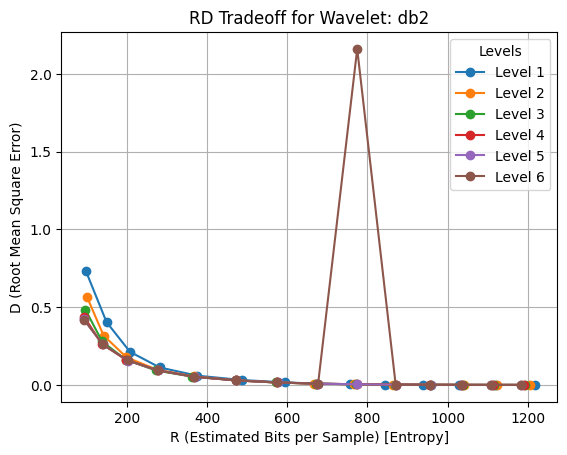 RD Tradeoff for Wavelet: db2
D (Root Mean Square Error)
2.0
1.5
1.0
0.5
0.0
Levels
Level 1
Level 2
Level 3
Level 4
Level 5
Level 6
200 400 600 800 1000 1200
R (Estimated Bits per Sample) [Entropy]